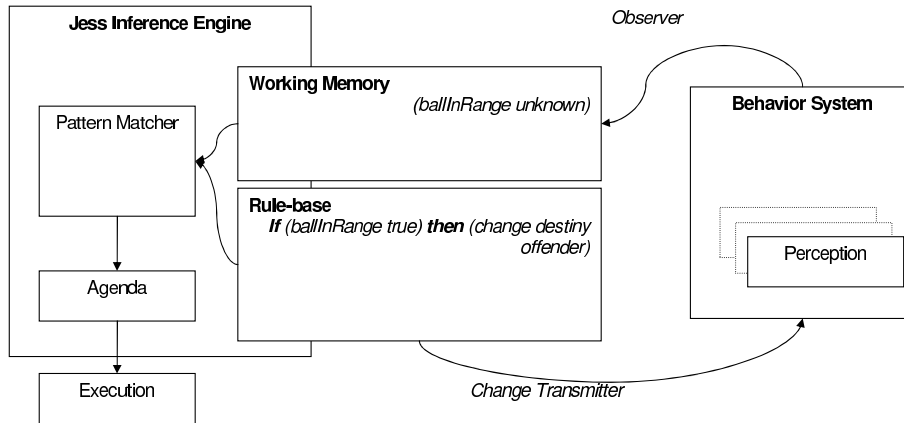 Jess Inference Engine
Observer
Working Memory
(ballInRange unknown)
Behavior System
Pattern Matcher
Rule-base
If (ballInRange true) then (change destiny
offender)
Perception
Agenda
Execution
Change Transmitter